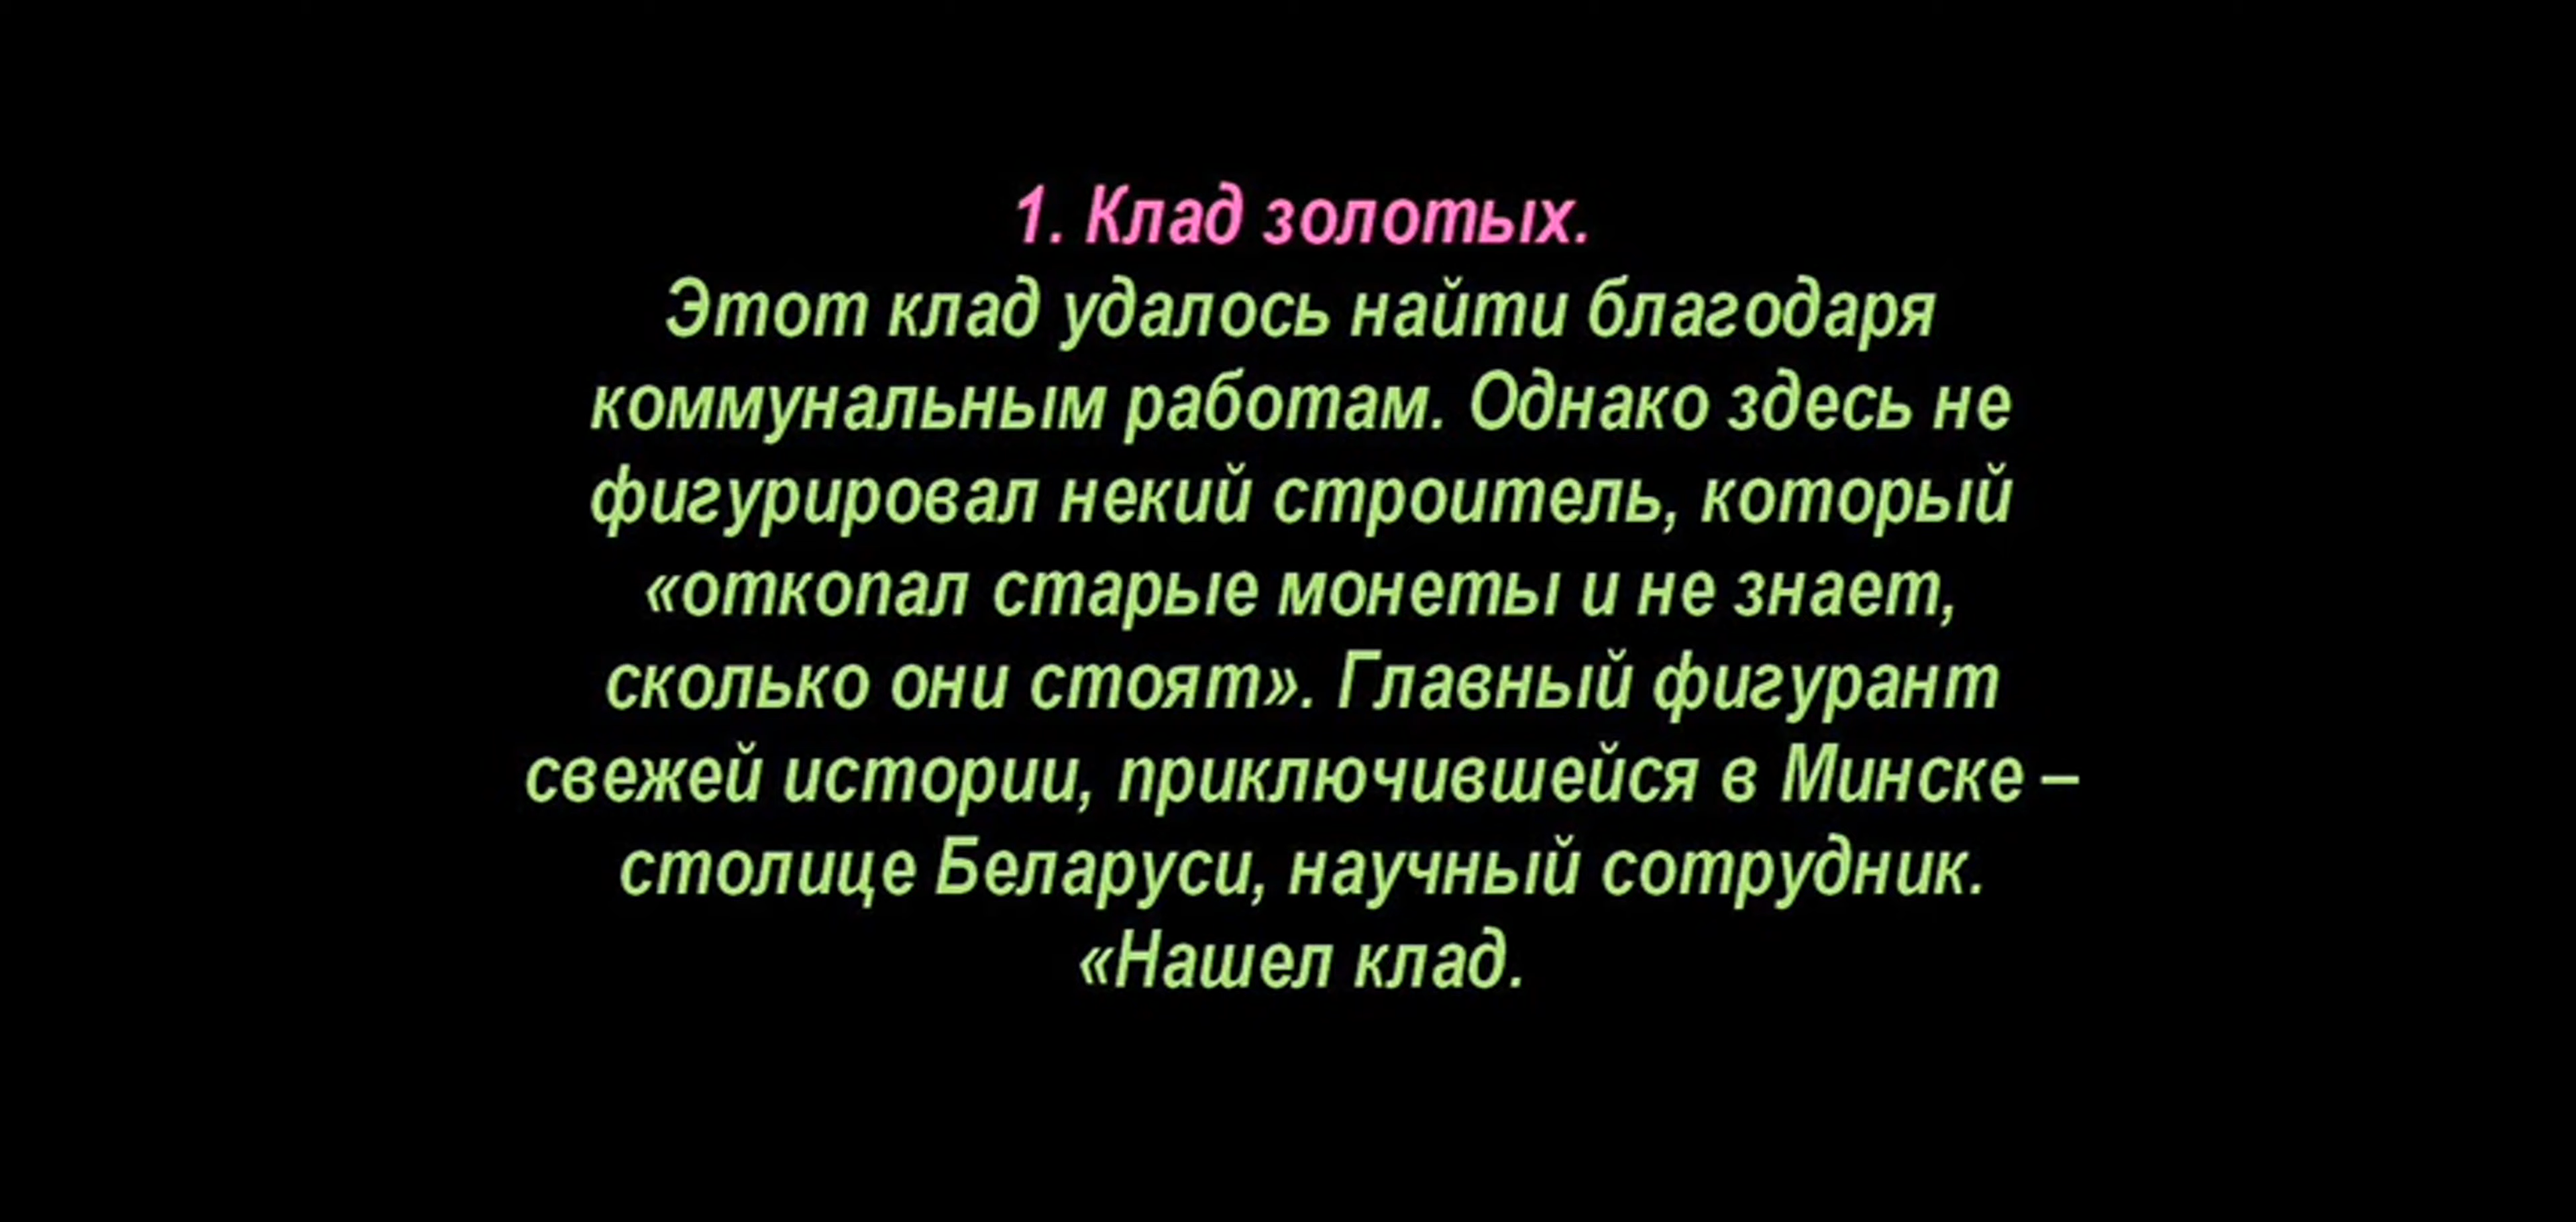 1. Клад золотых.
Этот клад удалось найти благодаря
коммунальным работам. Однако здесь не
фигурировал некий строитель, который
«откопал старые монеты и не знает,
сколько они стоят». Главный фигурант
свежей истории, приключившейся в Минске –
столице Беларуси, научный сотрудник.
«Нашел клад.